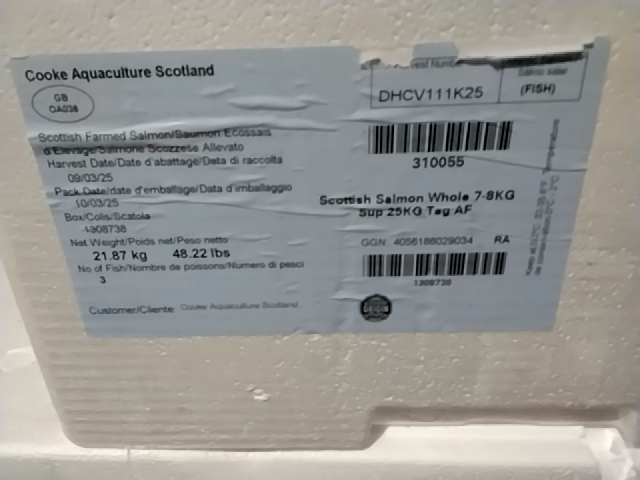 Cooke Aquaculture Scotland
GB
OA036
Scottish Farmed Salmon/Saumon Ecossais
d'Elevage/Salmone Scozzese Allevato
Harvest Date/Date d'abattage/Data di raccolta
09/03/25
Pack Date/date d'emballage/Data d'imballagio
10/03/25
Box/Colis/Scatola
1308738
Net Weight/Poids net/Peso netto
21.87 kg 48.22 lbs
No of Fish/Nombre de poissons/Numero di pesci
3
Customer/Cliente: Cooke Aquaculture Scotland
DHCV111K25
(FISH)
310055
Scottish Salmon Whole 7-8KG
Sup 25KG Tag AF
GGN: 4056186029034 RA
1308738